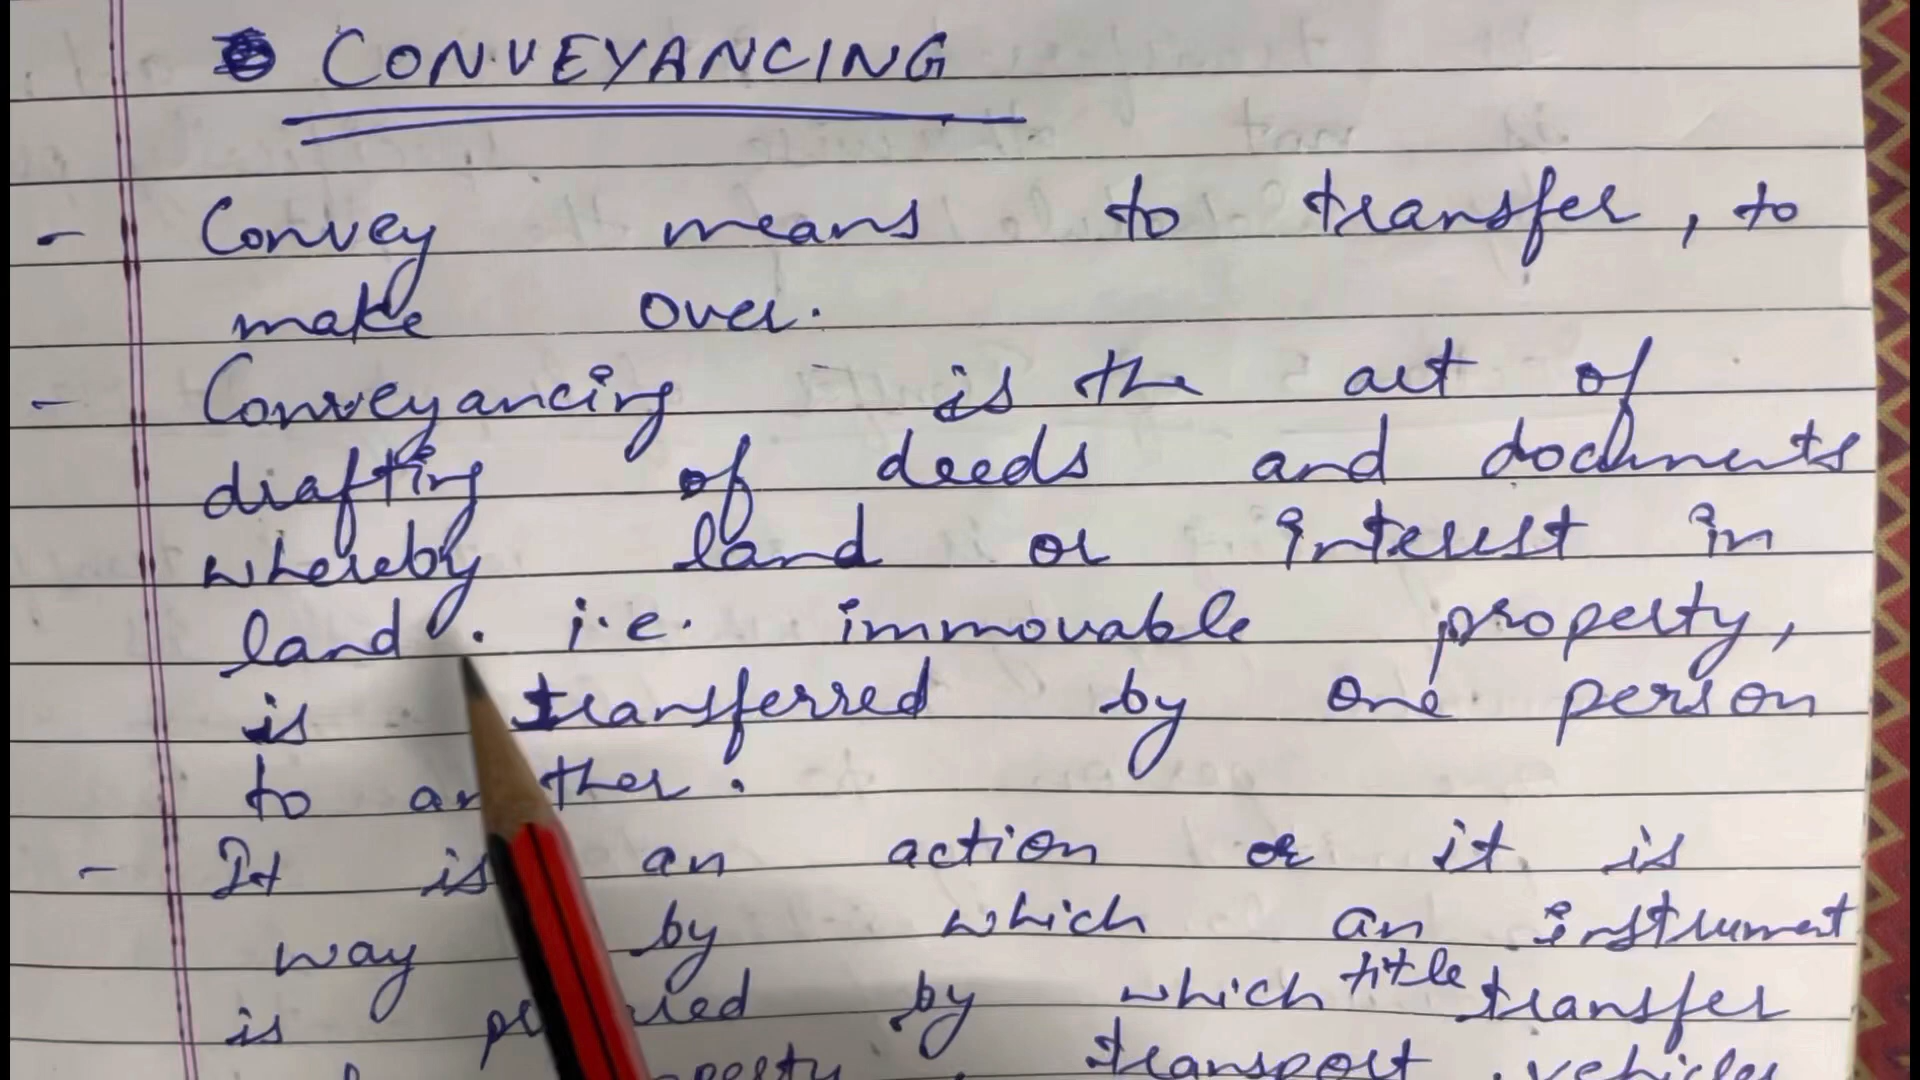 CONVEYANCING
- Convey means to transfer, to
make over.
- Conveyancing is the act of
drafting of deeds and documents
whereby land or interest in
land. i.e. immovable property,
is transferred by one person
to another.
- It is an action or it is
way by which an instrument
is by which title transfer
transport vehicles